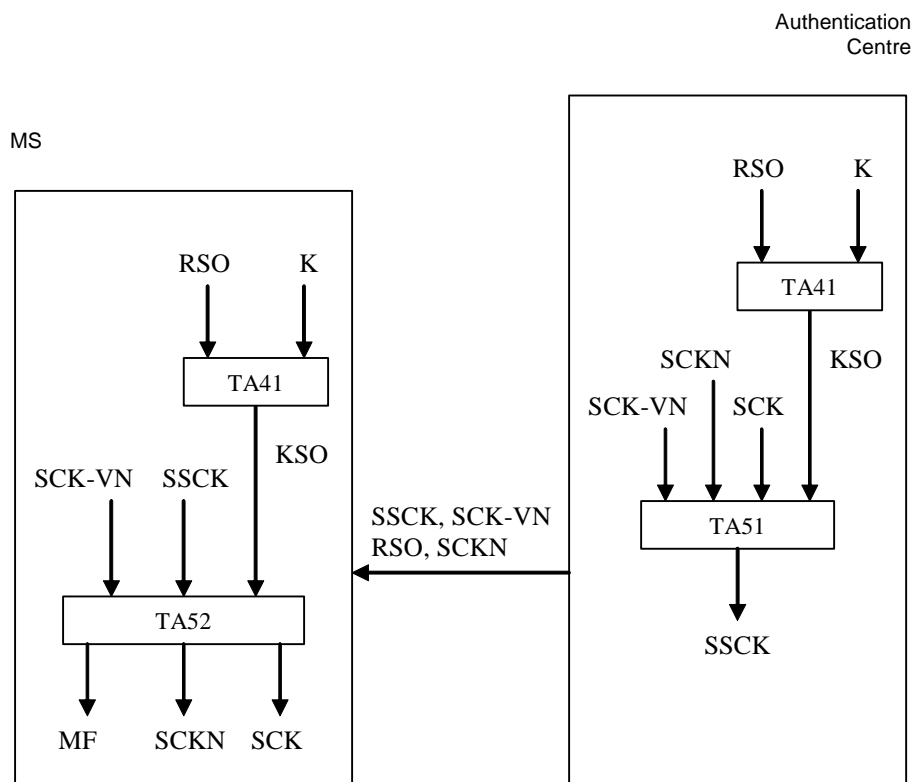 Authentication
Centre
MS
RSO K
TA41
KSO
SCK-VN SSCK
TA52
MF SCKN SCK
SSCK, SCK-VN
RSO, SCKN
RSO K
TA41
KSO
SCKN
SCK-VN SCK
TA51
SSCK